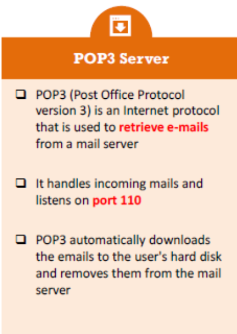 POP3 Server
❑ POP3 (Post Office Protocol
version 3) is an Internet protocol
that is used to retrieve e-mails
from a mail server
❑ It handles incoming mails and
listens on port 110
❑ POP3 automatically downloads
the emails to the user's hard disk
and removes them from the mail
server